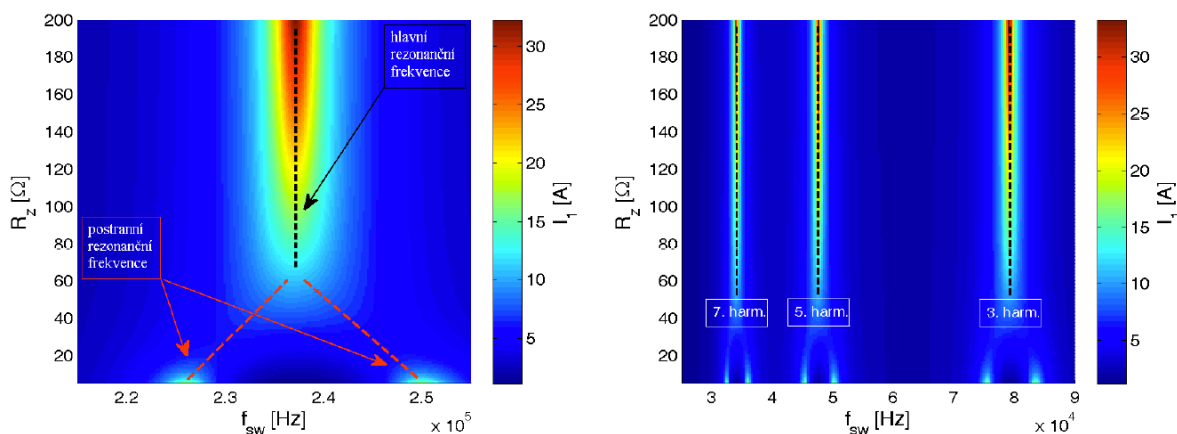 200
180
160
140
120
100
80
60
40
20
R_z [Ω]
hlavní
rezonanční
frekvence
postranní
rezonanční
frekvence
2.2 2.3 2.4 2.5
f_sw [Hz]
x 10^5
30
25
20
15
10
5
I_1 [A]
200
180
160
140
120
100
80
60
40
20
R_z [Ω]
7. harm. 5. harm. 3. harm.
3 4 5 6 7 8 9
f_sw [Hz]
x 10^4
30
25
20
15
10
5
I_1 [A]